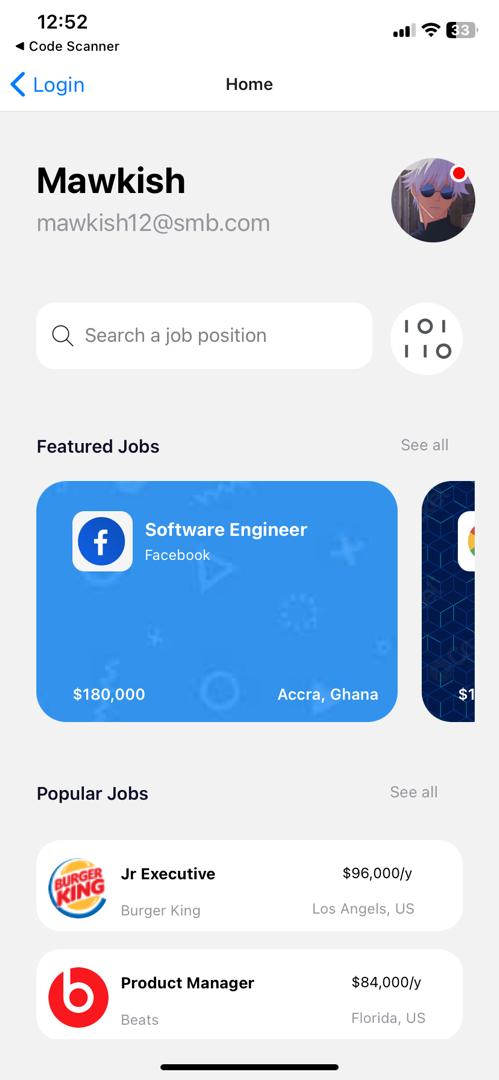 12:52
33
◀ Code Scanner
Login
Home
Mawkish
mawkish12@smb.com
Search a job position
Featured Jobs
See all
Software Engineer
Facebook
$180,000
Accra, Ghana
$1
Popular Jobs
See all
BURGER
KING
Jr Executive
$96,000/y
Burger King
Los Angels, US
Product Manager
$84,000/y
Beats
Florida, US